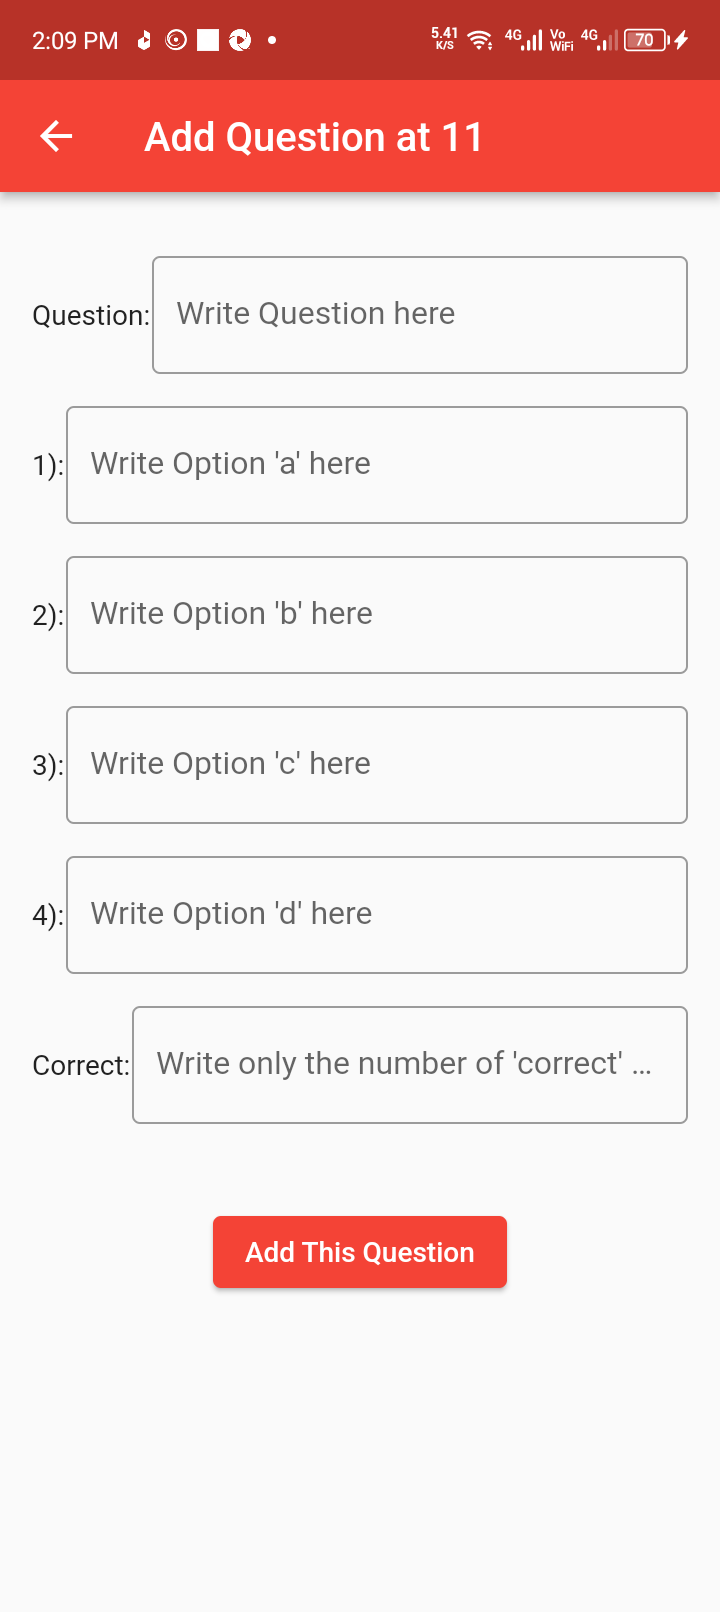 2:09 PM 5.41 K/S 4G Vo WiFi 4G 70
Add Question at 11
Question: Write Question here
1): Write Option 'a' here
2): Write Option 'b' here
3): Write Option 'c' here
4): Write Option 'd' here
Correct: Write only the number of 'correct' ...
Add This Question